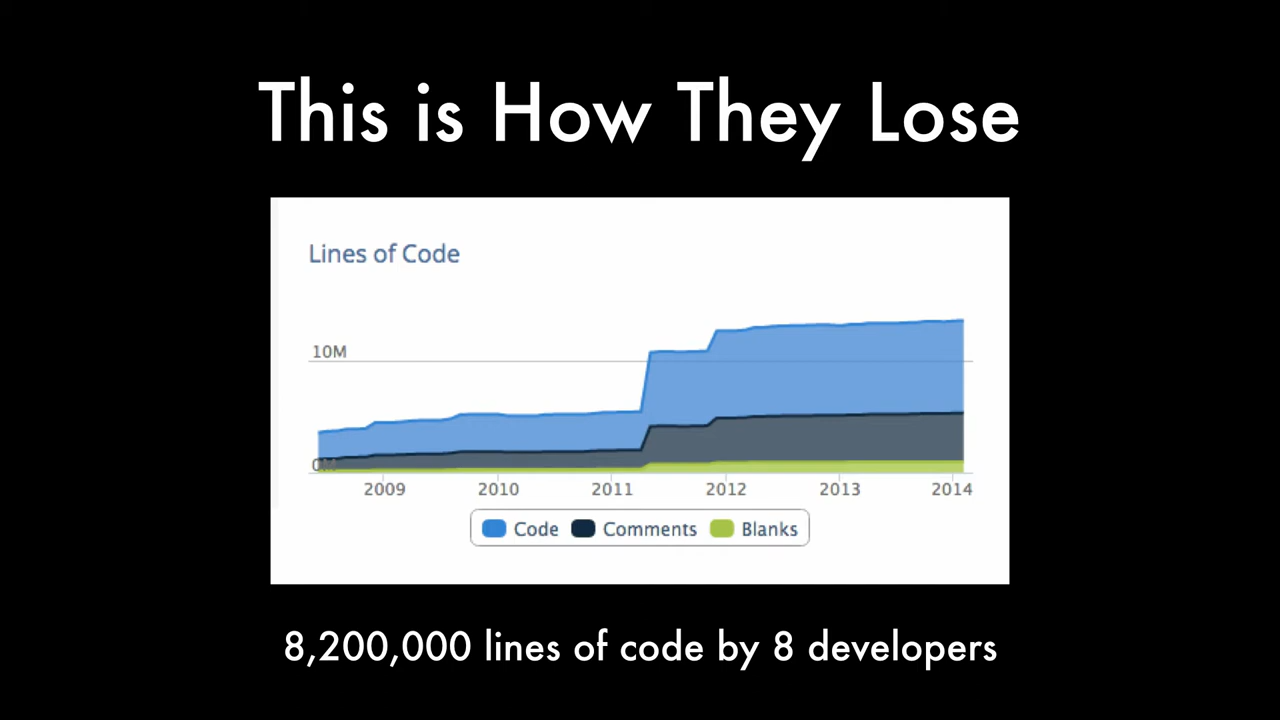 This is How They Lose
Lines of Code
10M
0M
2009 2010 2011 2012 2013 2014
Code Comments Blanks
8,200,000 lines of code by 8 developers